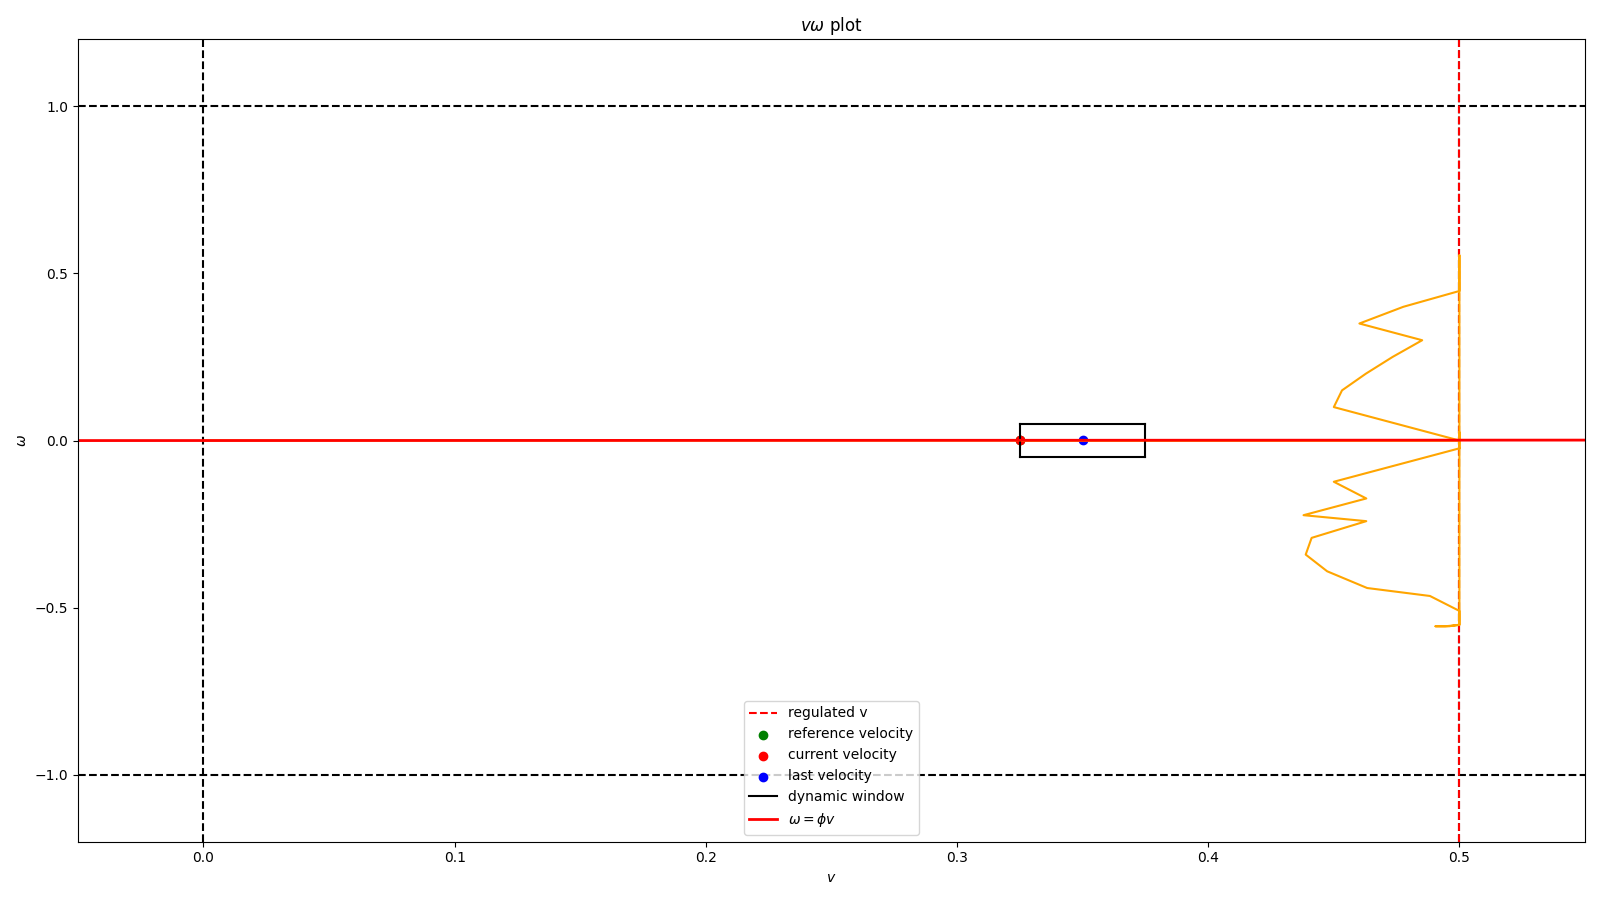 vω plot
1.0
0.5
0.0
−0.5
−1.0
ω
regulated v
reference velocity
current velocity
last velocity
dynamic window
ω = ϕv
0.0 0.1 0.2 0.3 0.4 0.5
v